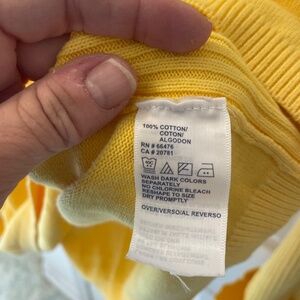 100% COTTON/
COTON/
ALGODON
RN # 66476
CA # 20781
WASH DARK COLORS
SEPARATELY
NO CHLORINE BLEACH
RESHAPE TO SIZE
DRY PROMPTLY
OVER/VERSO/AL REVERSO